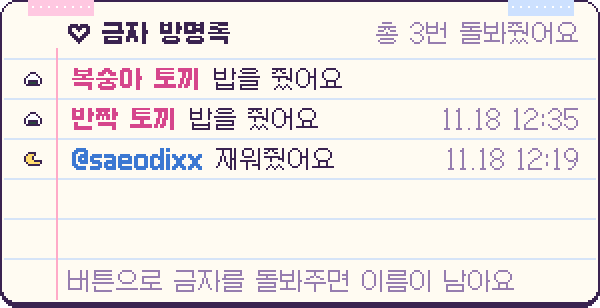 ♡ 금자 방명록 총 3번 돌봐줬어요
복숭아 토끼 밥을 줬어요
반짝 토끼 밥을 줬어요 11.18 12:35
@saeodixx 재워줬어요 11.18 12:19
버튼으로 금자를 돌봐주면 이름이 남아요